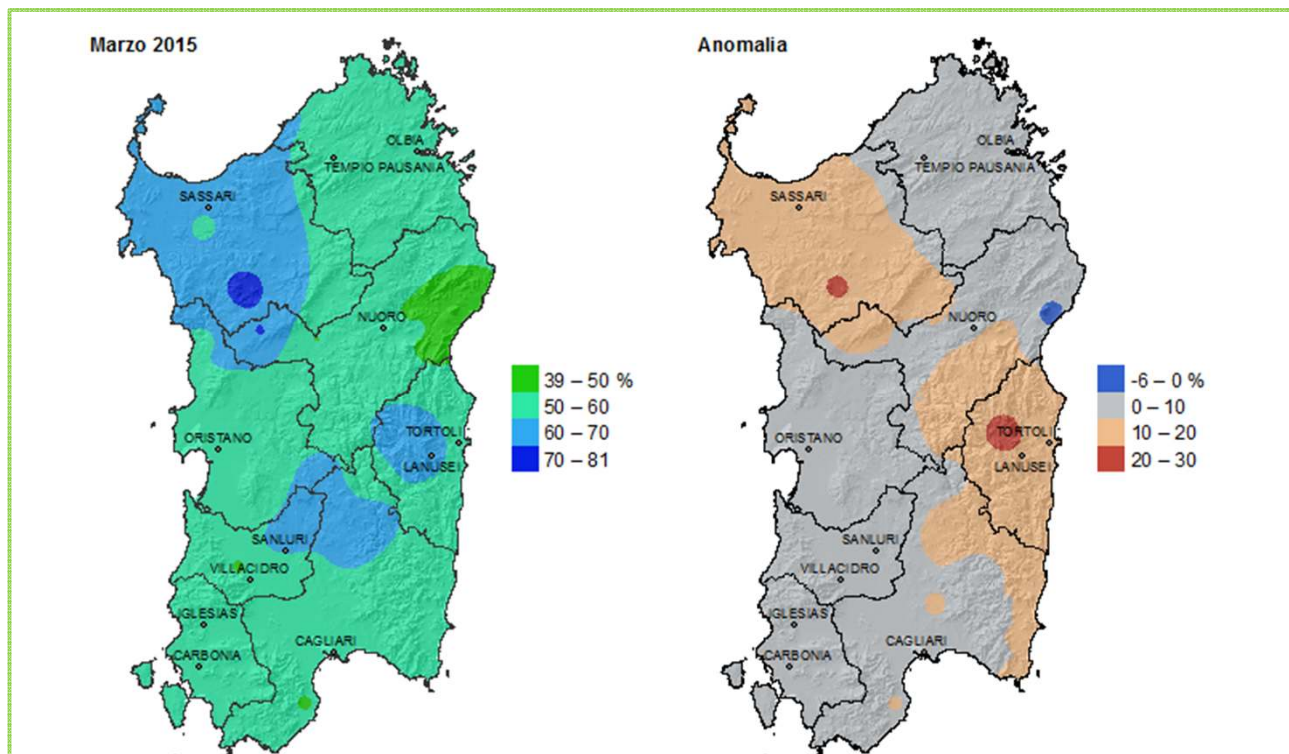 Marzo 2015
SASSARI
OLBIA
TEMPIO PAUSANIA
NUORO
ORISTANO
TORTOLI
LANUSEI
SANLURI
VILLACIDRO
IGLESIAS
CARBONIA
CAGLIARI
39 – 50 %
50 – 60
60 – 70
70 – 81
Anomalia
SASSARI
OLBIA
TEMPIO PAUSANIA
NUORO
ORISTANO
TORTOLI
LANUSEI
SANLURI
VILLACIDRO
IGLESIAS
CARBONIA
CAGLIARI
-6 – 0 %
0 – 10
10 – 20
20 – 30